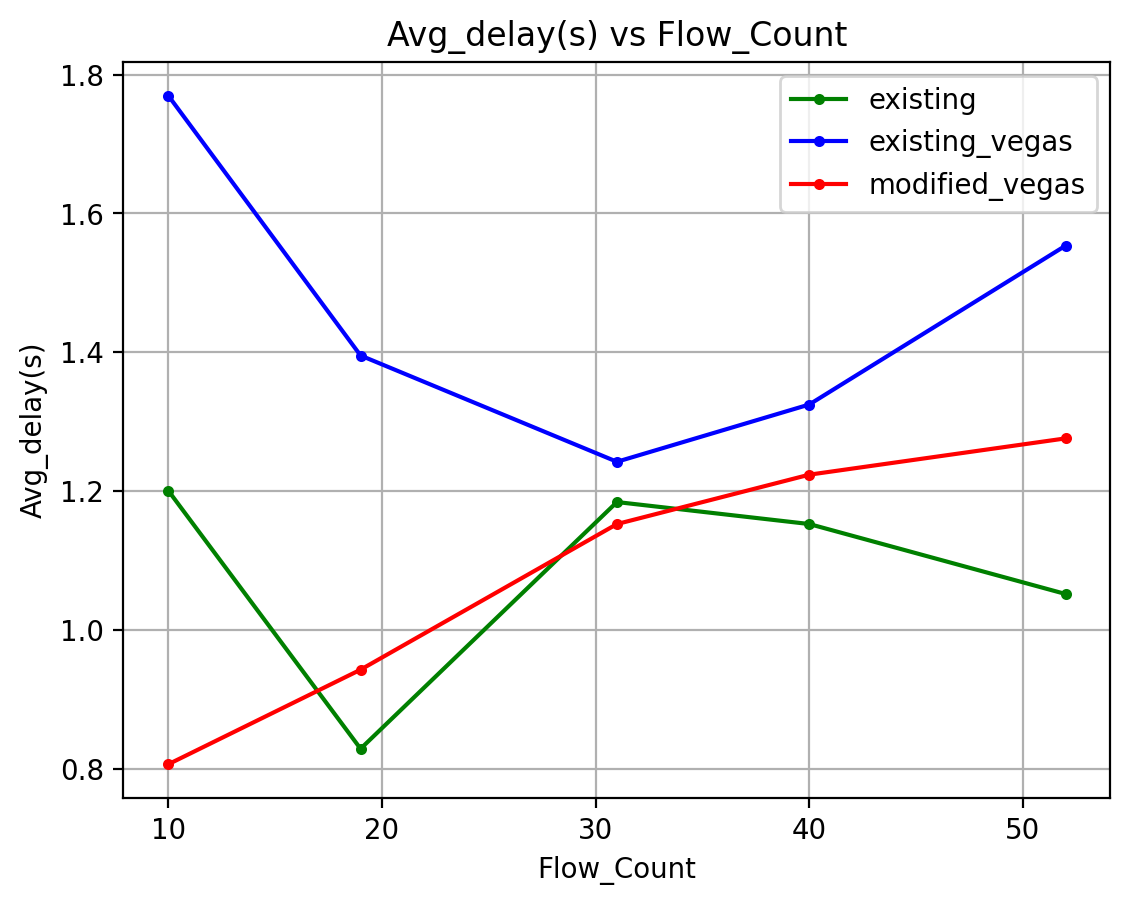 Avg_delay(s) vs Flow_Count
existing
existing_vegas
modified_vegas
1.8
1.6
1.4
1.2
1.0
0.8
Avg_delay(s)
10 20 30 40 50
Flow_Count